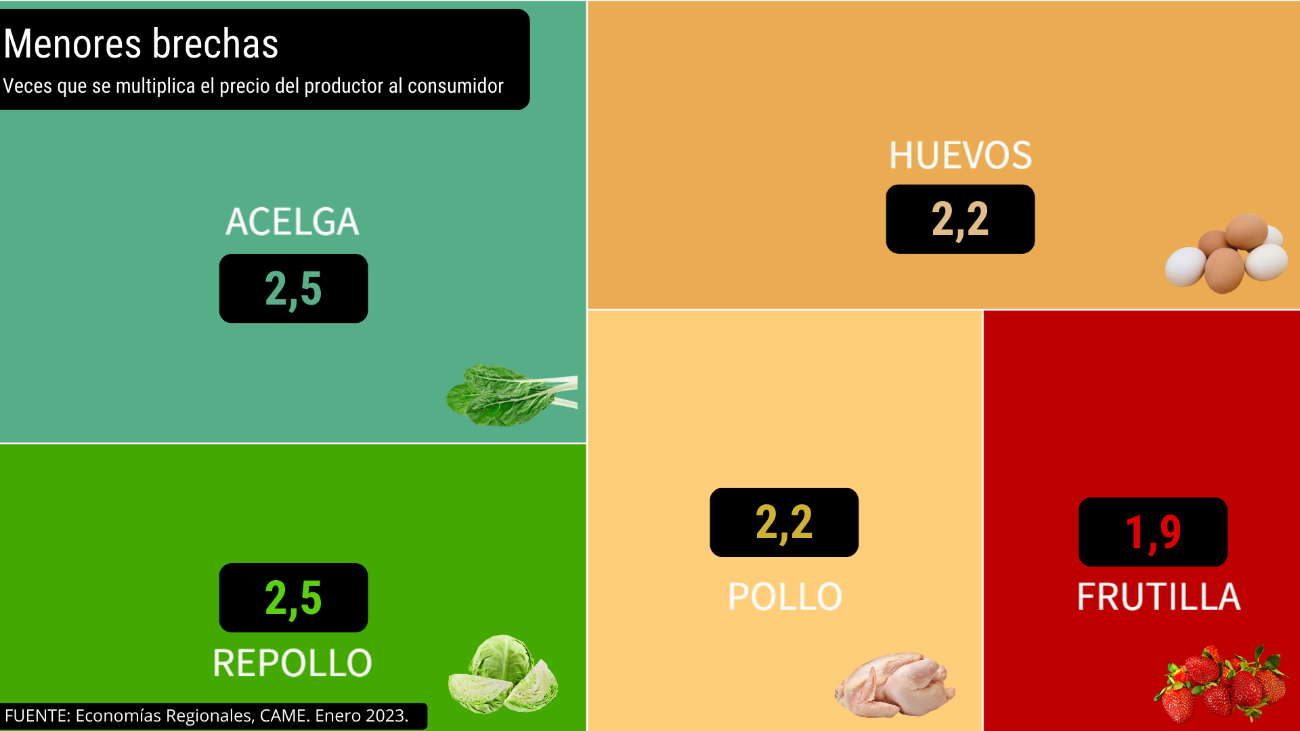 Menores brechas
Veces que se multiplica el precio del productor al consumidor
ACELGA
2,5
HUEVOS
2,2
2,5
REPOLLO
2,2
POLLO
1,9
FRUTILLA
FUENTE: Economías Regionales, CAME. Enero 2023.